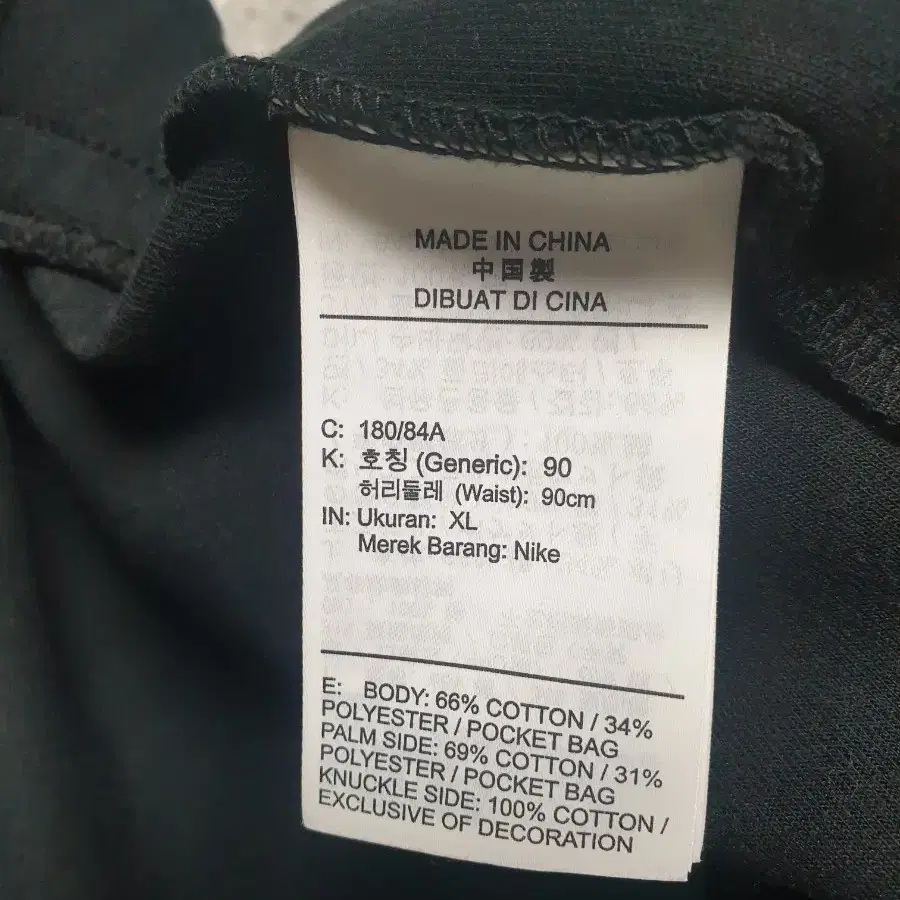 MADE IN CHINA
中国製
DIBUAT DI CINA
C: 180/84A
K: 호칭 (Generic): 90
허리둘레 (Waist): 90cm
IN: Ukuran: XL
Merek Barang: Nike
E: BODY: 66% COTTON / 34%
POLYESTER / POCKET BAG
PALM SIDE: 69% COTTON / 31%
POLYESTER / POCKET BAG
KNUCKLE SIDE: 100% COTTON /
EXCLUSIVE OF DECORATION